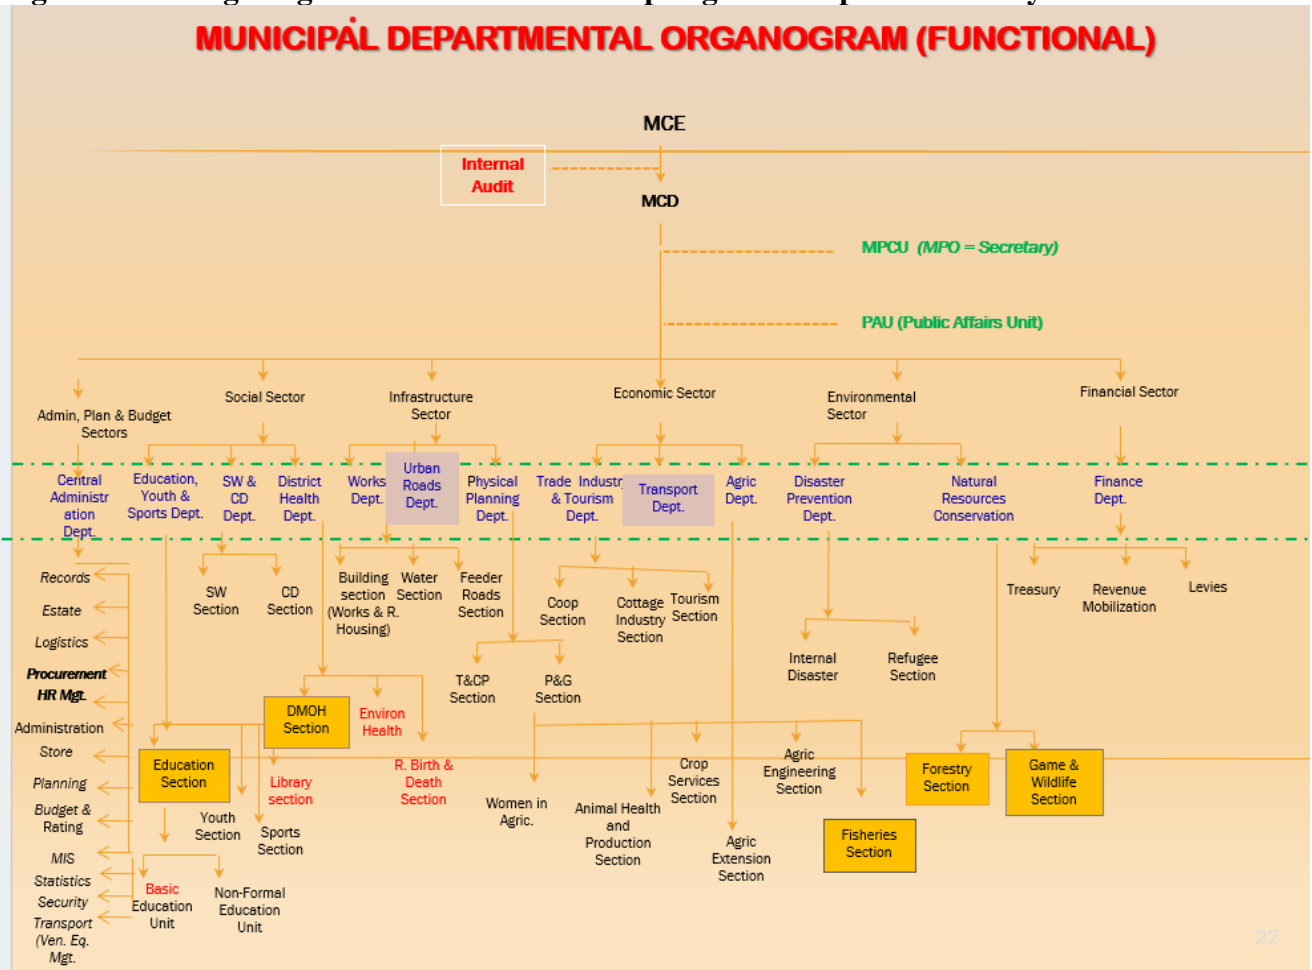 MUNICIPAL DEPARTMENTAL ORGANOGRAM (FUNCTIONAL)
MCE
Internal
Audit
MCD
MPCU (MPO = Secretary)
PAU (Public Affairs Unit)
Admin, Plan & Budget
Sectors
Social Sector
Infrastructure
Sector
Economic Sector
Environmental
Sector
Financial Sector
Central
Administr
ation
Dept.
Education,
Youth &
Sports Dept.
SW &
CD
Dept.
District
Health
Dept.
Works
Dept.
Urban
Roads
Dept.
Physical
Planning
Dept.
Trade Industry
& Tourism
Dept.
Transport
Dept.
Agric
Dept.
Disaster
Prevention
Dept.
Natural
Resources
Conservation
Finance
Dept.
Records
Estate
Logistics
Procurement
HR Mgt.
Administration
Store
Planning
Budget &
Rating
MIS
Statistics
Security
Transport
(Ven. Eq.
Mgt.
SW
Section
CD
Section
Building
section
(Works & R.
Housing)
Water
Section
Feeder
Roads
Section
Coop
Section
Cottage
Industry
Section
Tourism
Section
Treasury
Revenue
Mobilization
Levies
T&CP
Section
P&G
Section
Internal
Disaster
Refugee
Section
DMOH
Section
Environ
Health
R. Birth &
Death
Section
Education
Section
Library
section
Youth
Section
Sports
Section
Basic
Education
Unit
Non-Formal
Education
Unit
Women in
Agric.
Animal Health
and
Production
Section
Crop
Services
Section
Agric
Extension
Section
Agric
Engineering
Section
Fisheries
Section
Forestry
Section
Game &
Wildlife
Section
22